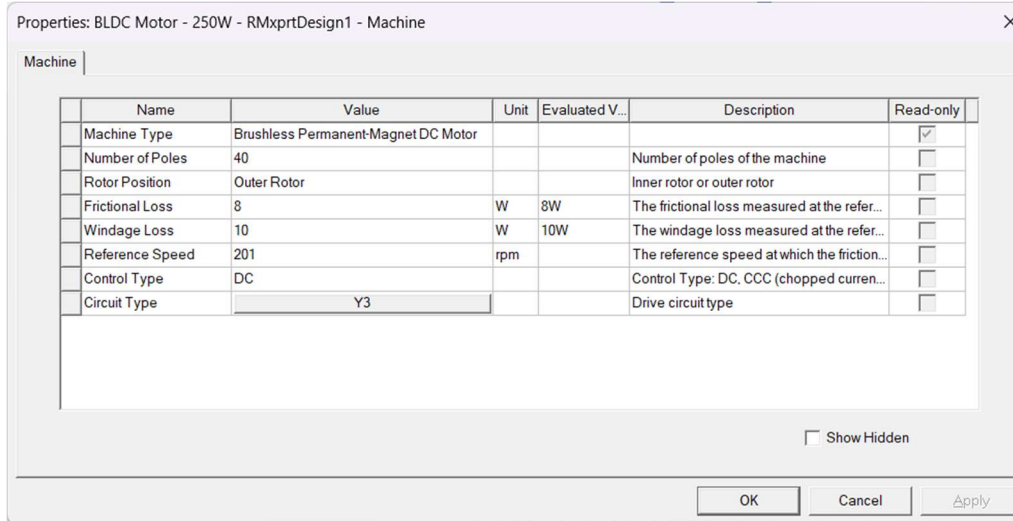 Properties: BLDC Motor - 250W - RMxprtDesign1 - Machine
Machine
Name Value Unit Evaluated V... Description Read-only
Machine Type Brushless Permanent-Magnet DC Motor
Number of Poles 40 Number of poles of the machine
Rotor Position Outer Rotor Inner rotor or outer rotor
Frictional Loss 8 W 8W The frictional loss measured at the refer...
Windage Loss 10 W 10W The windage loss measured at the refer...
Reference Speed 201 rpm The reference speed at which the friction...
Control Type DC Control Type: DC, CCC (chopped curren...
Circuit Type Y3 Drive circuit type
Show Hidden
OK Cancel Apply